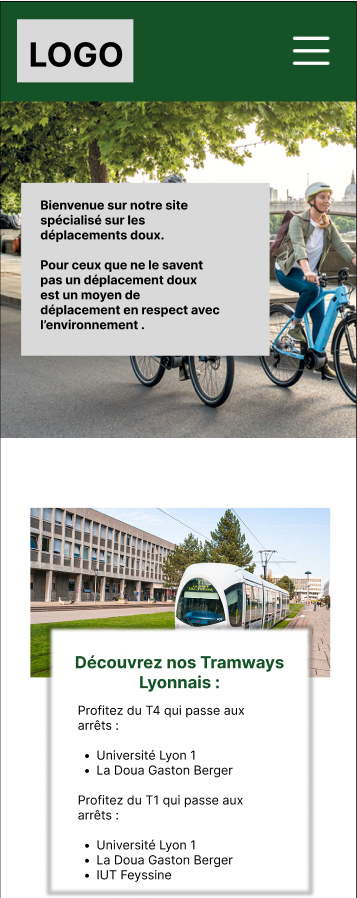 LOGO
Bienvenue sur notre site
spécialisé sur les
déplacements doux.
Pour ceux que ne le savent
pas un déplacement doux
est un moyen de
déplacement en respect avec
l'environnement .
Découvrez nos Tramways
Lyonnais :
Profitez du T4 qui passe aux
arrêts :
• Université Lyon 1
• La Doua Gaston Berger
Profitez du T1 qui passe aux
arrêts :
• Université Lyon 1
• La Doua Gaston Berger
• IUT Feyssine